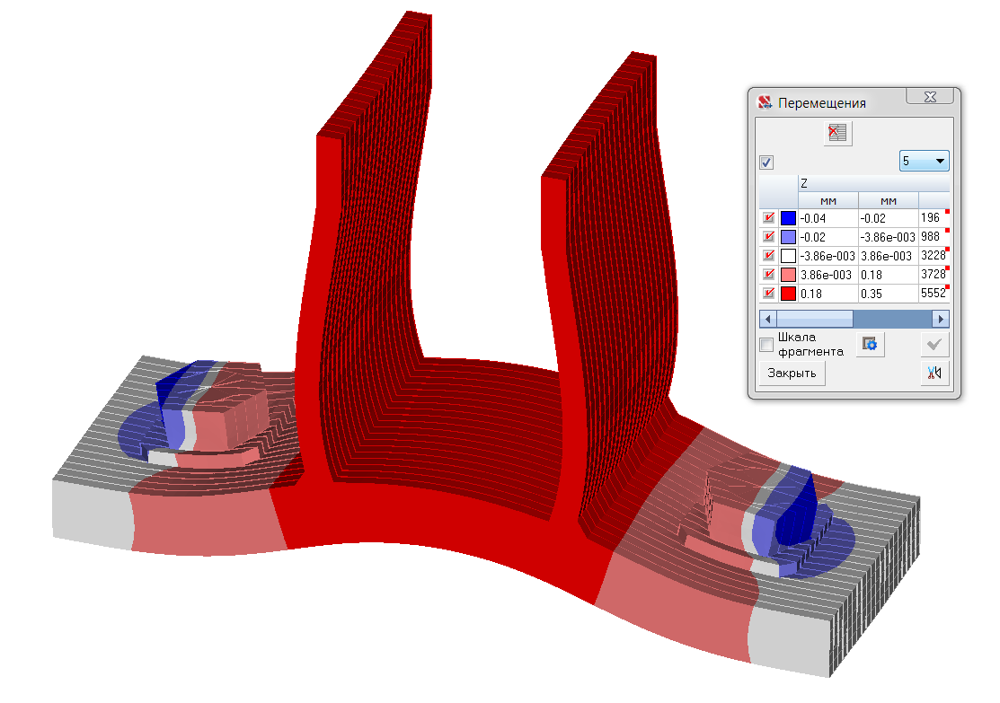 Перемещения
5
Z
мм мм
-0.04 -0.02 196
-0.02 -3.86e-003 988
-3.86e-003 3.86e-003 3228
3.86e-003 0.18 3728
0.18 0.35 5552
Шкала
фрагмента
Закрыть